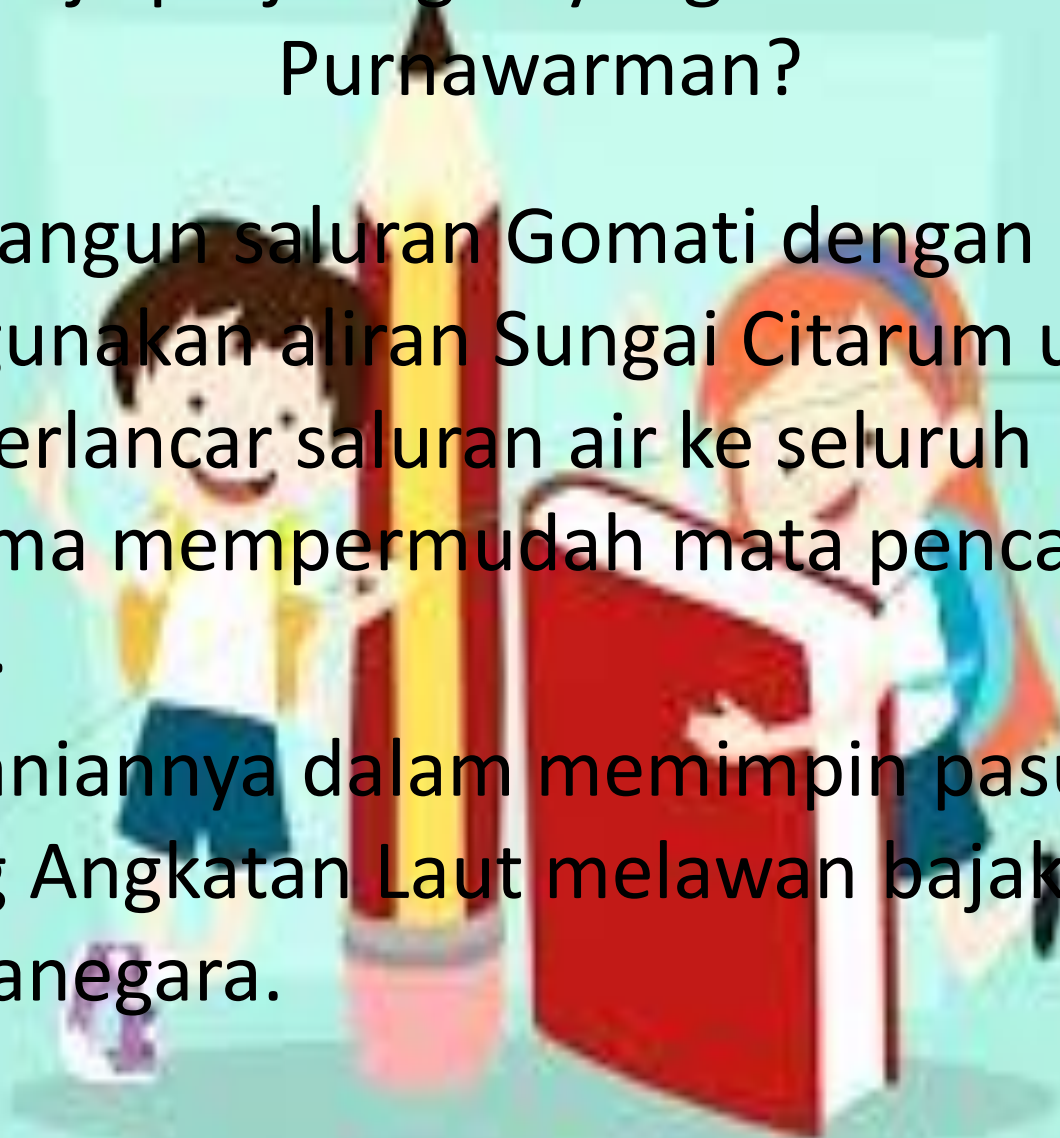 Purnawarman?
angun saluran Gomati dengan
gunakan aliran Sungai Citarum u
erlancar saluran air ke seluruh
ma mempermudah mata penca
.
aniannya dalam memimpin pasu
g Angkatan Laut melawan bajak
anegara.